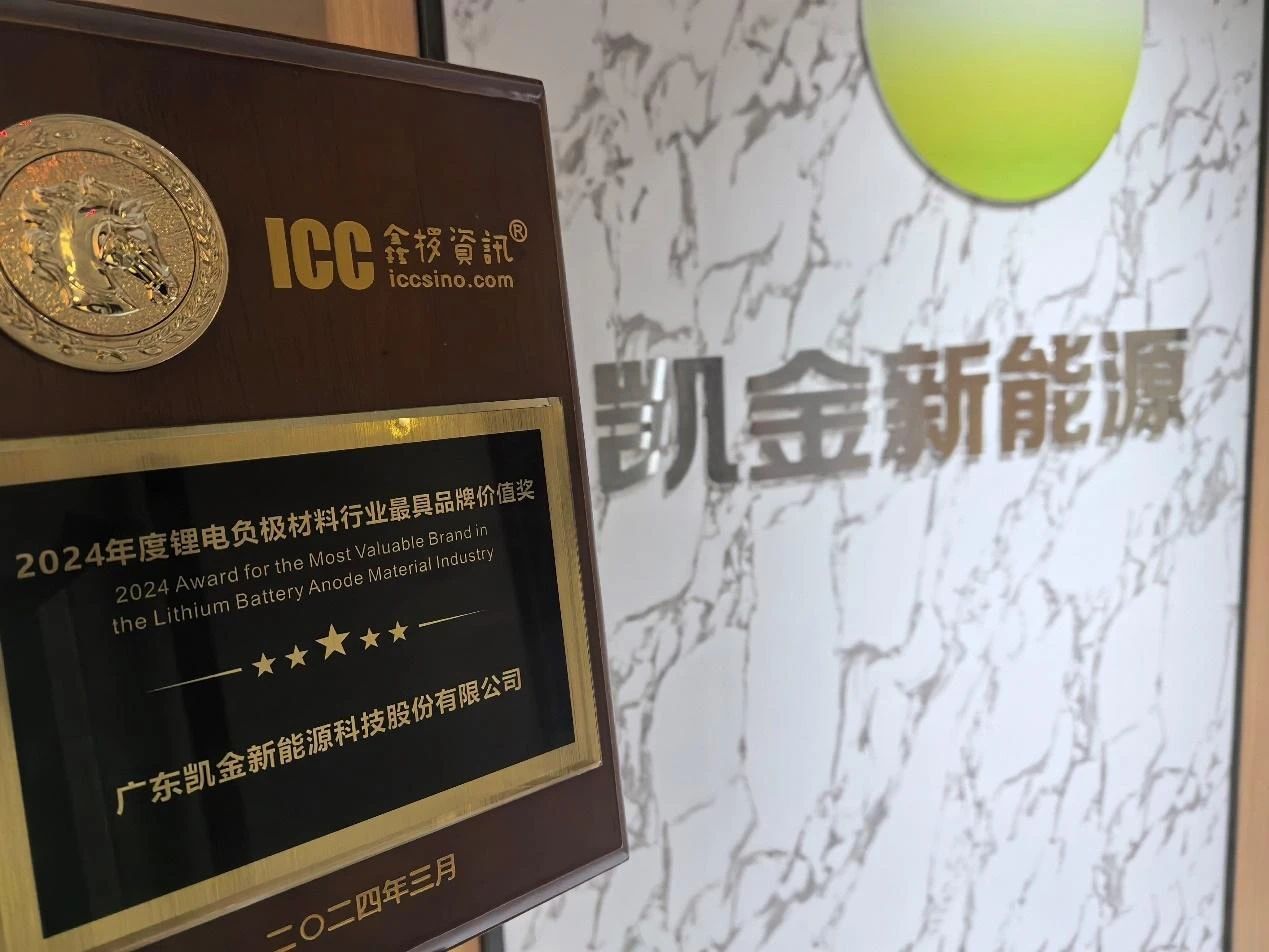 ICC 鑫椤資訊®
iccsino.com
2024年度锂电负极材料行业最具品牌价值奖
2024 Award for the Most Valuable Brand in
the Lithium Battery Anode Material Industry
广东凯金新能源科技股份有限公司
二〇二四年三月
凯金新能源